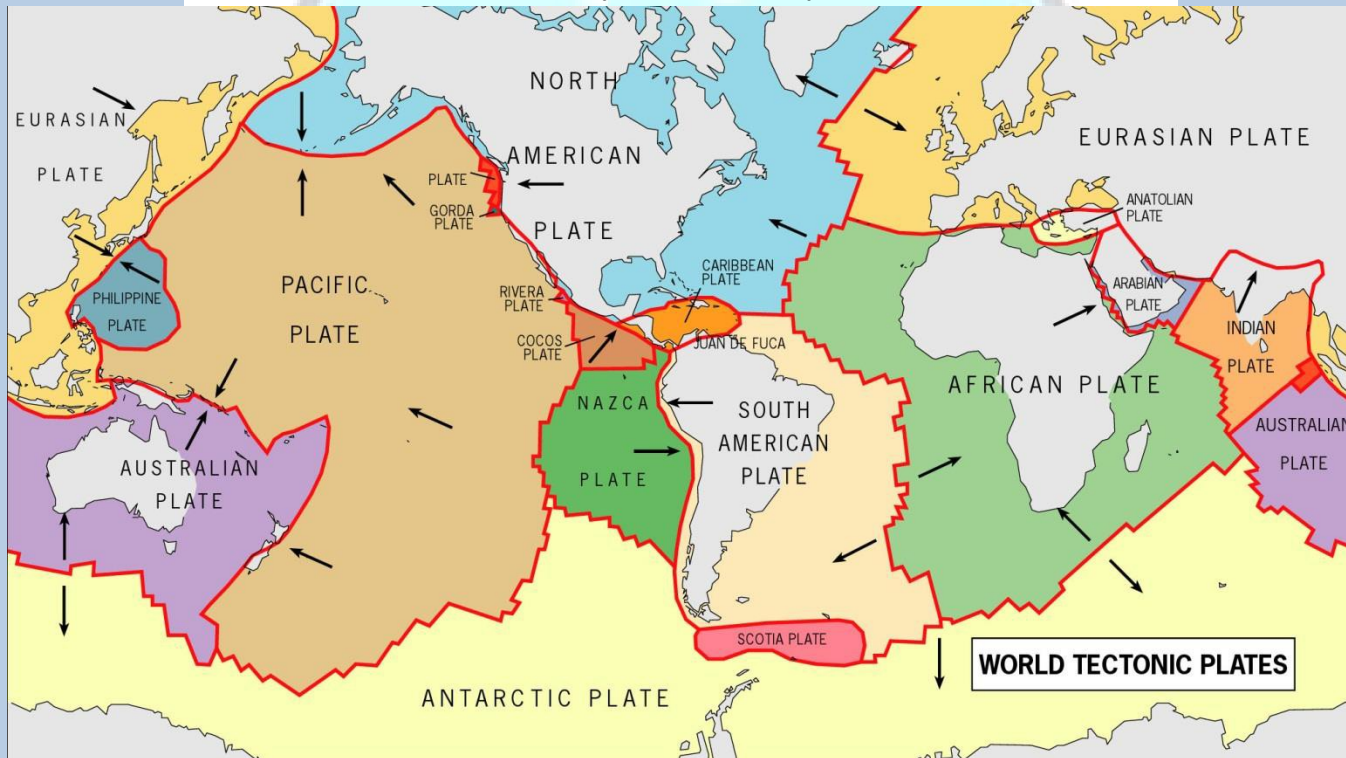 NORTH
AMERICAN
PLATE
EURASIAN
PLATE
EURASIAN PLATE
ANATOLIAN
PLATE
PLATE
GORDA
PLATE
PHILIPPINE
PLATE
PACIFIC
PLATE
RIVERA
PLATE
CARIBBEAN
PLATE
COCOS
PLATE
JUAN DE FUCA
ARABIAN
PLATE
INDIAN
PLATE
AFRICAN PLATE
NAZCA
PLATE
SOUTH
AMERICAN
PLATE
AUSTRALIAN
PLATE
AUSTRALIAN
PLATE
SCOTIA PLATE
ANTARCTIC PLATE
WORLD TECTONIC PLATES